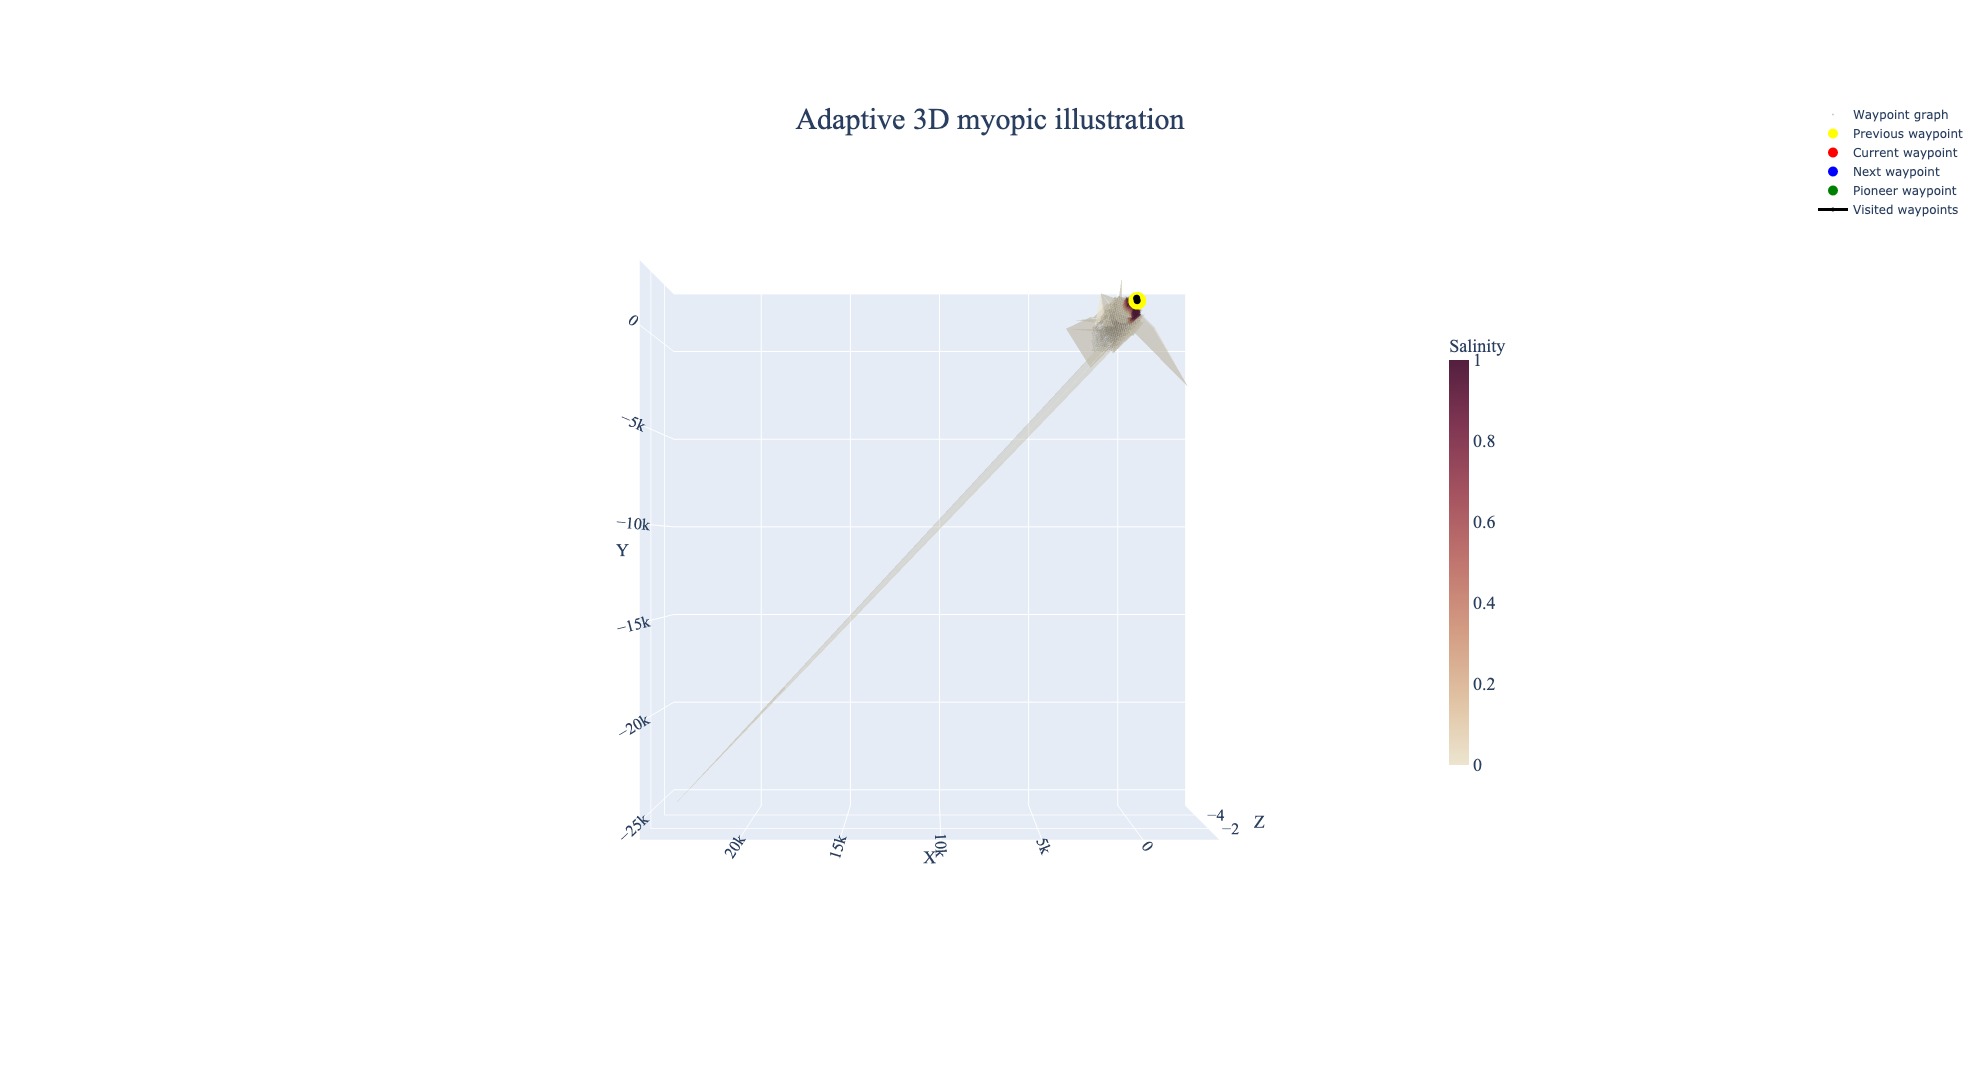 Adaptive 3D myopic illustration
Waypoint graph
Previous waypoint
Current waypoint
Next waypoint
Pioneer waypoint
Visited waypoints
Salinity
1
0.8
0.6
0.4
0.2
0
0
−5k
−10k
Y
−15k
−20k
−25k
20k
15k
10k
5k
0
X
−4
−2
Z